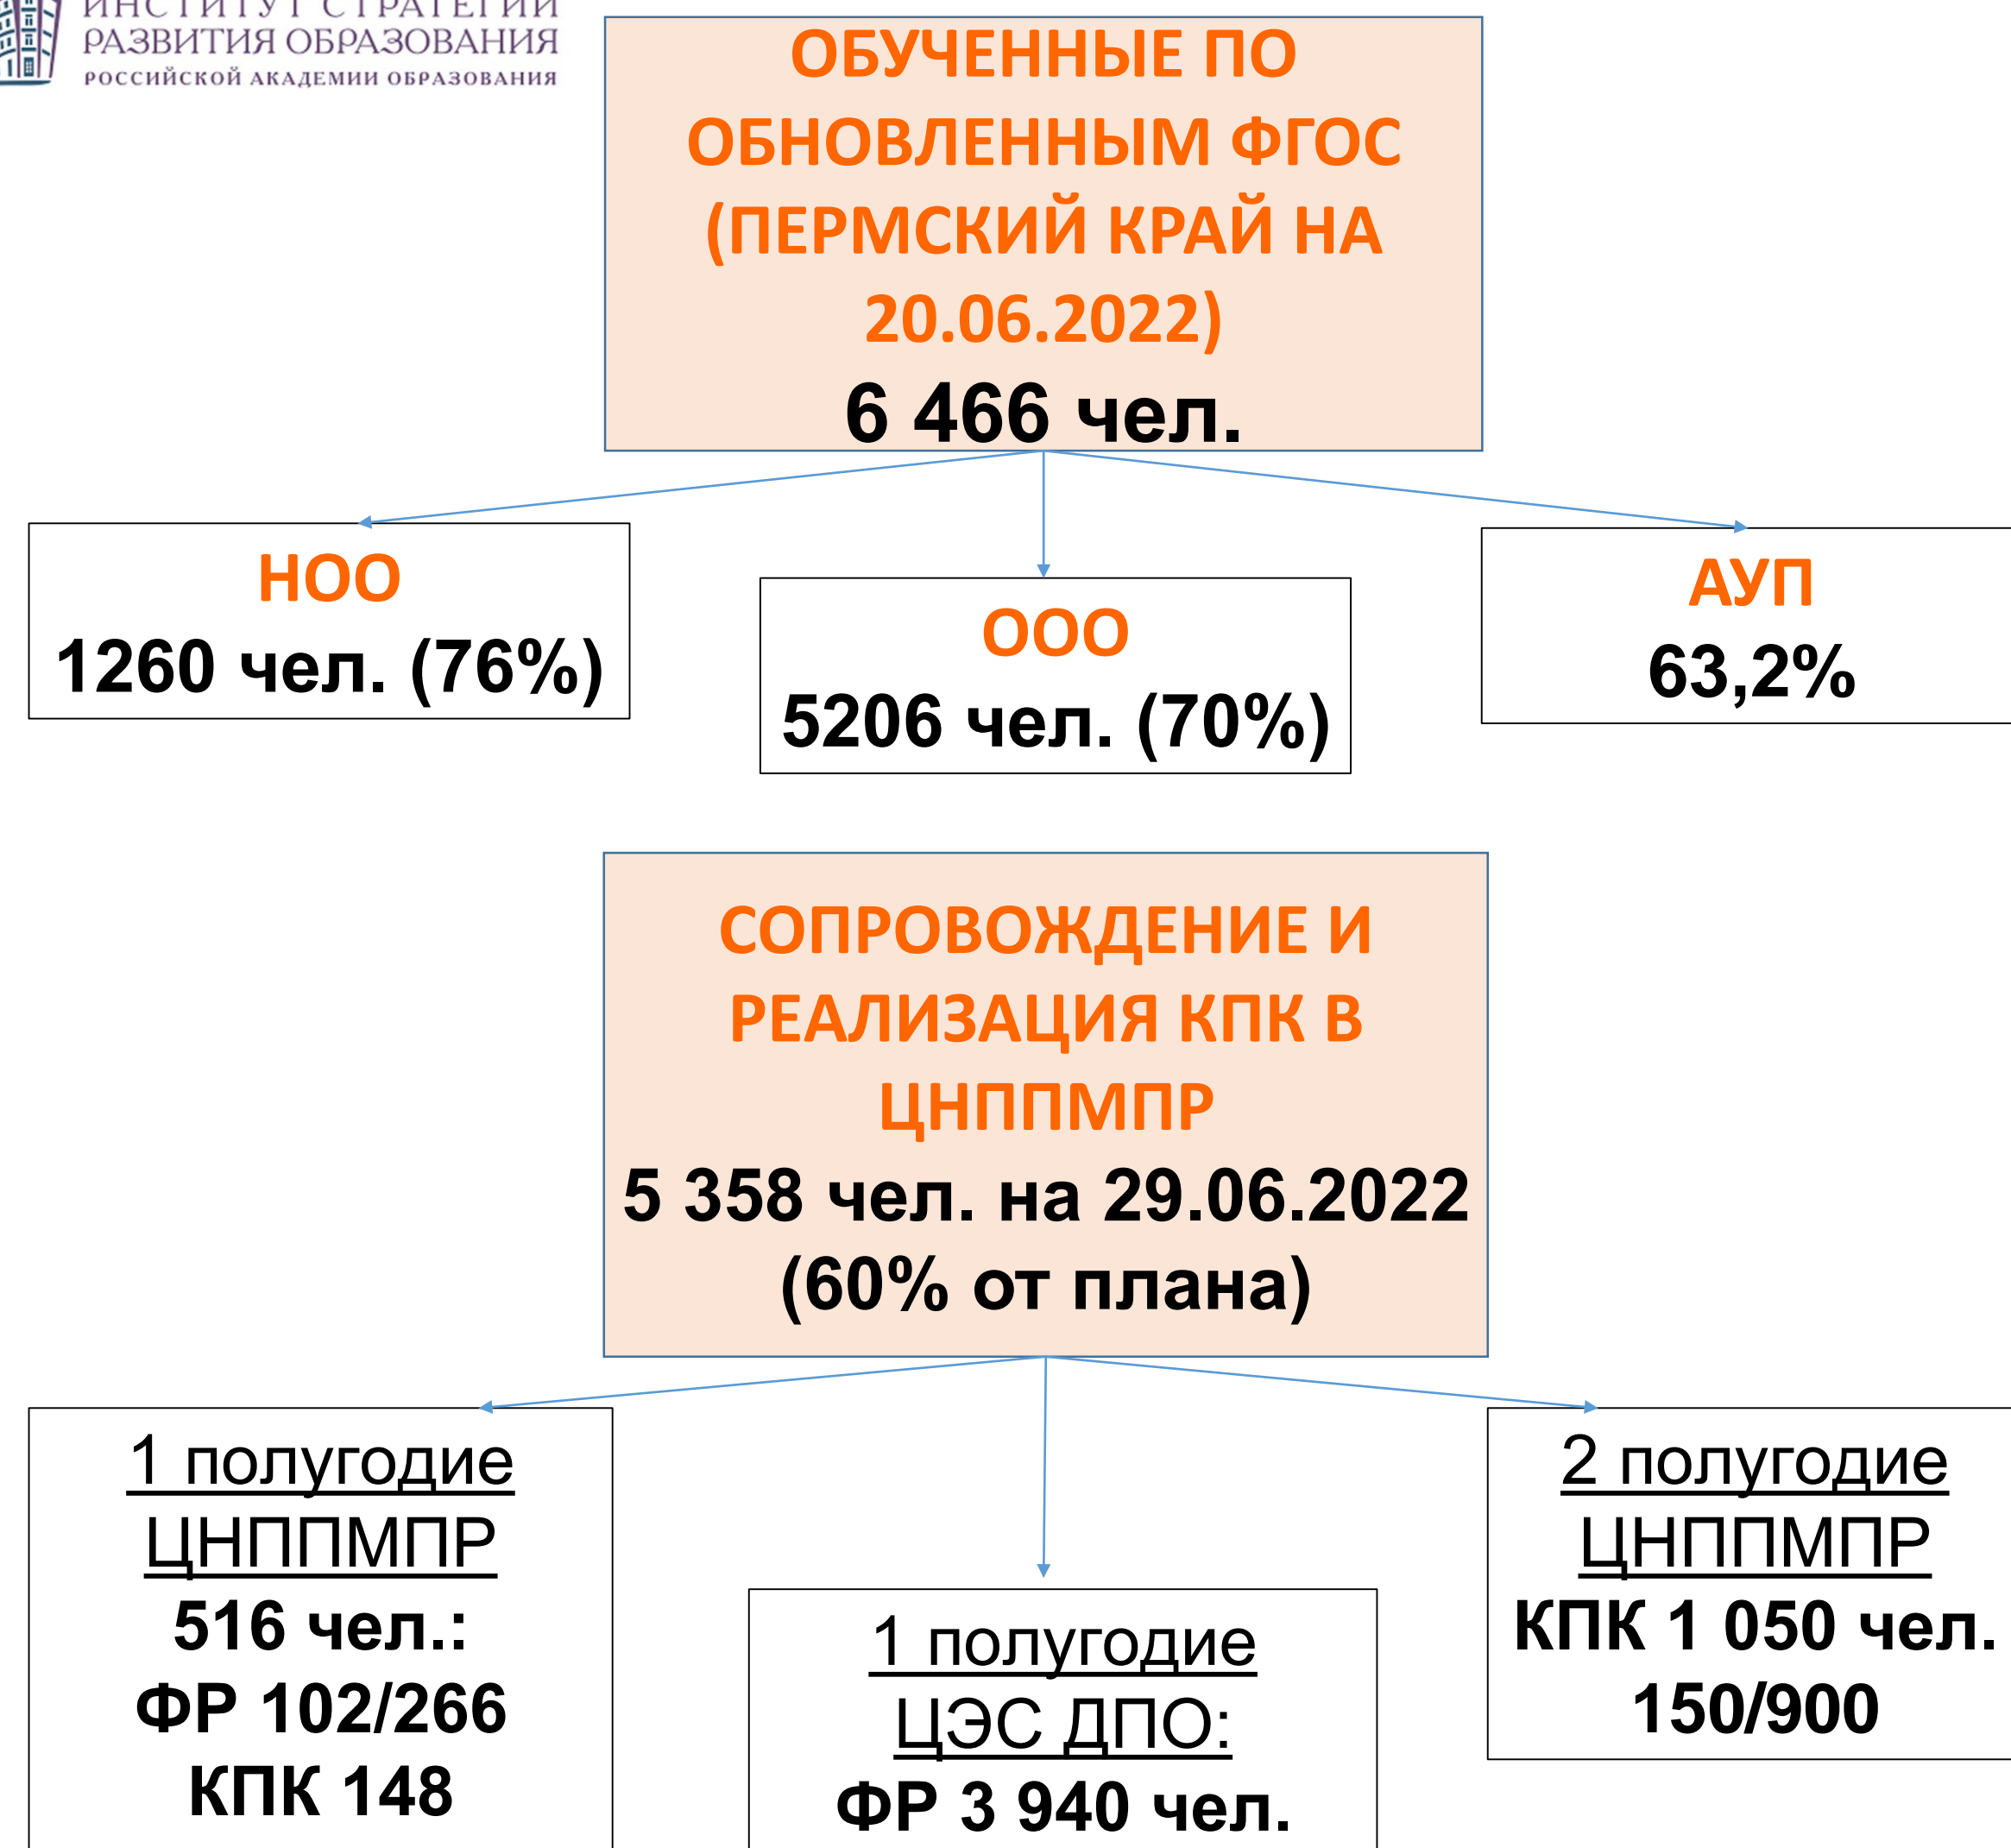 ИНСТИТУТ СТРАТЕГИИ
РАЗВИТИЯ ОБРАЗОВАНИЯ
РОССИЙСКОЙ АКАДЕМИИ ОБРАЗОВАНИЯ
ОБУЧЕННЫЕ ПО
ОБНОВЛЕННЫМ ФГОС
(ПЕРМСКИЙ КРАЙ НА
20.06.2022)
6 466 чел.
НОО
1260 чел. (76%)
ООО
5206 чел. (70%)
АУП
63,2%
СОПРОВОЖДЕНИЕ И
РЕАЛИЗАЦИЯ КПК В
ЦНППМПР
5 358 чел. на 29.06.2022
(60% от плана)
1 полугодие
ЦНППМПР
516 чел.:
ФР 102/266
КПК 148
1 полугодие
ЦЭС ДПО:
ФР 3 940 чел.
2 полугодие
ЦНППМПР
КПК 1 050 чел.
150/900